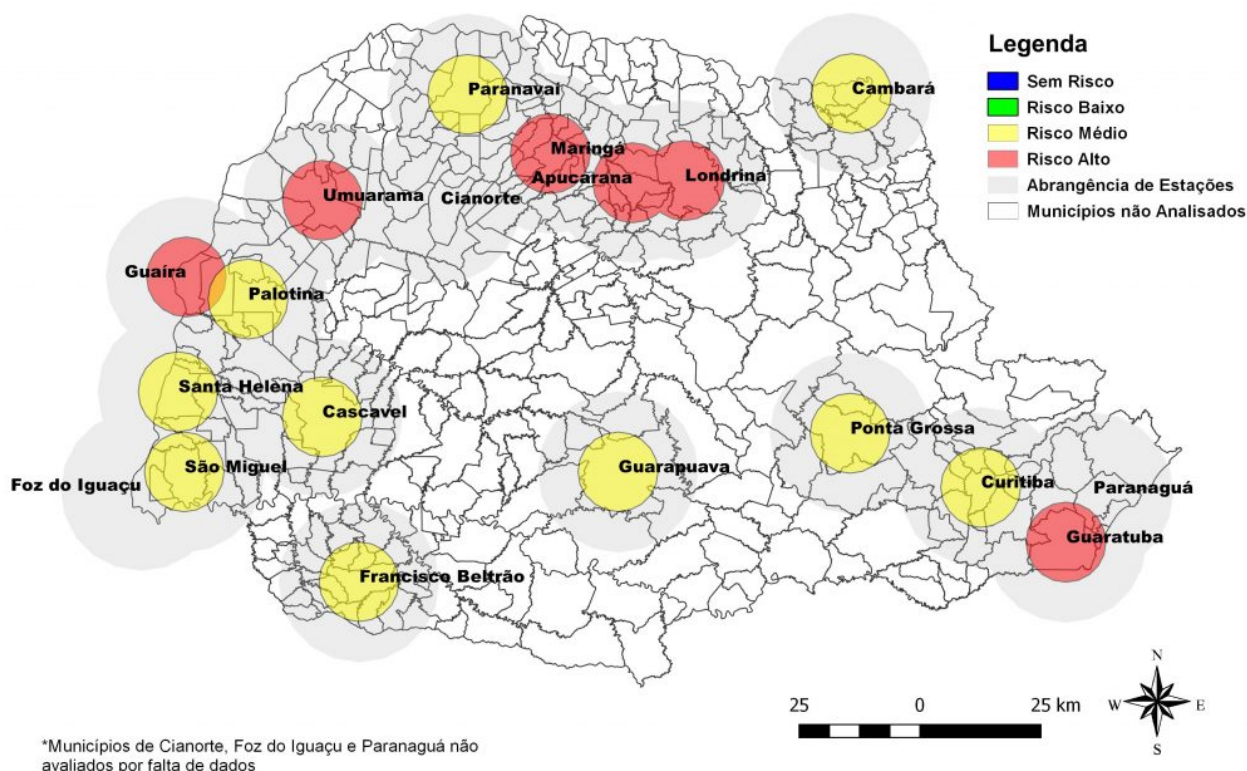 Legenda
Sem Risco
Risco Baixo
Risco Médio
Risco Alto
Abrangência de Estações
Municípios não Analisados
Paranavaí
Cambará
Maringá
Apucarana
Londrina
Umuarama
Cianorte
Guaíra
Palotina
Santa Helena
Cascavel
Ponta Grossa
São Miguel
Guarapuava
Foz do Iguaçu
Curitiba
Paranaguá
Guaratuba
Francisco Beltrão
25 0 25 km
N
W E
S
*Municípios de Cianorte, Foz do Iguaçu e Paranaguá não
avaliados por falta de dados